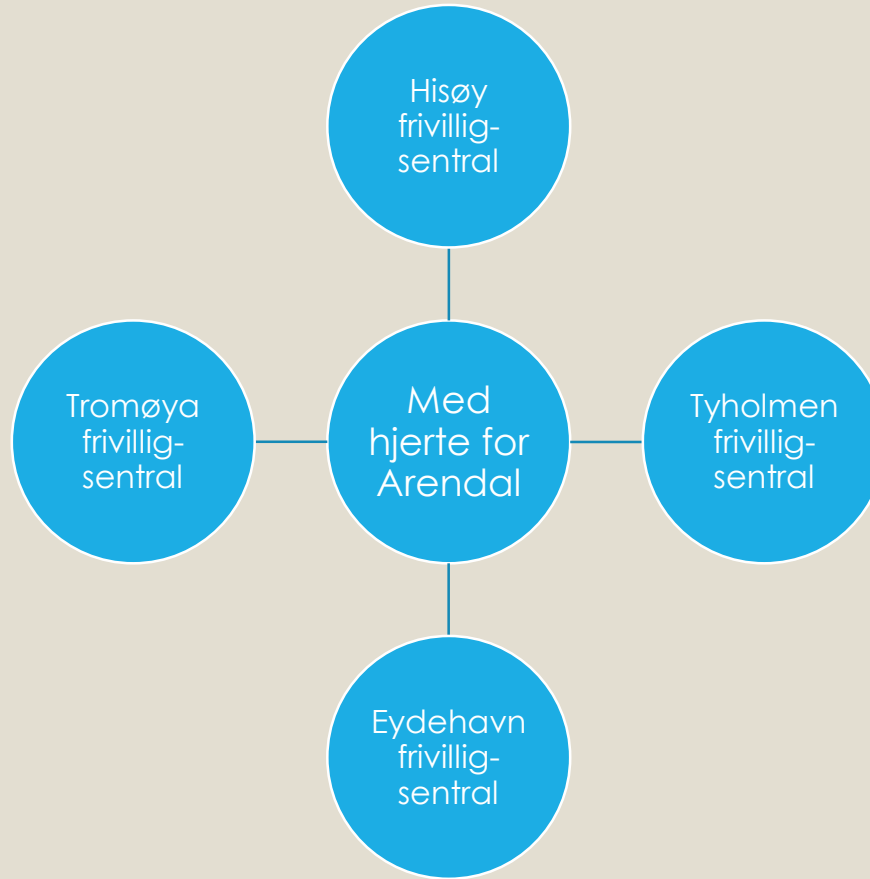 Hisøy
frivillig-
sentral
Tromøya
frivillig-
sentral
Med
hjerte for
Arendal
Tyholmen
frivillig-
sentral
Eydehavn
frivillig-
sentral